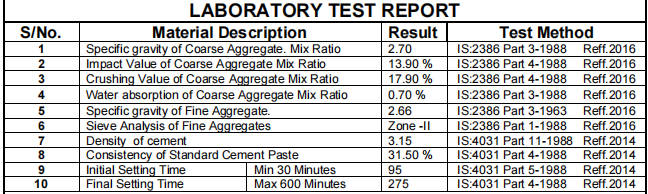 LABORATORY TEST REPORT
S/No. Material Description Result Test Method
1 Specific gravity of Coarse Aggregate. Mix Ratio 2.70 IS:2386 Part 3-1988 Reff.2016
2 Impact Value of Coarse Aggregate Mix Ratio 13.90 % IS:2386 Part 4-1988 Reff.2016
3 Crushing Value of Coarse Aggregate Mix Ratio 17.90 % IS:2386 Part 4-1988 Reff.2016
4 Water absorption of Coarse Aggregate Mix Ratio 0.70 % IS:2386 Part 3-1988 Reff.2016
5 Specific gravity of Fine Aggregate. 2.66 IS:2386 Part 3-1963 Reff.2016
6 Sieve Analysis of Fine Aggregates Zone -II IS:2386 Part 1-1988 Reff.2016
7 Density of cement 3.15 IS:4031 Part 11-1988 Reff.2014
8 Consistency of Standard Cement Paste 31.50 % IS:4031 Part 4-1988 Reff.2014
9 Initial Setting Time Min 30 Minutes 95 IS:4031 Part 5-1988 Reff.2014
10 Final Setting Time Max 600 Minutes 275 IS:4031 Part 4-1988 Reff.2014